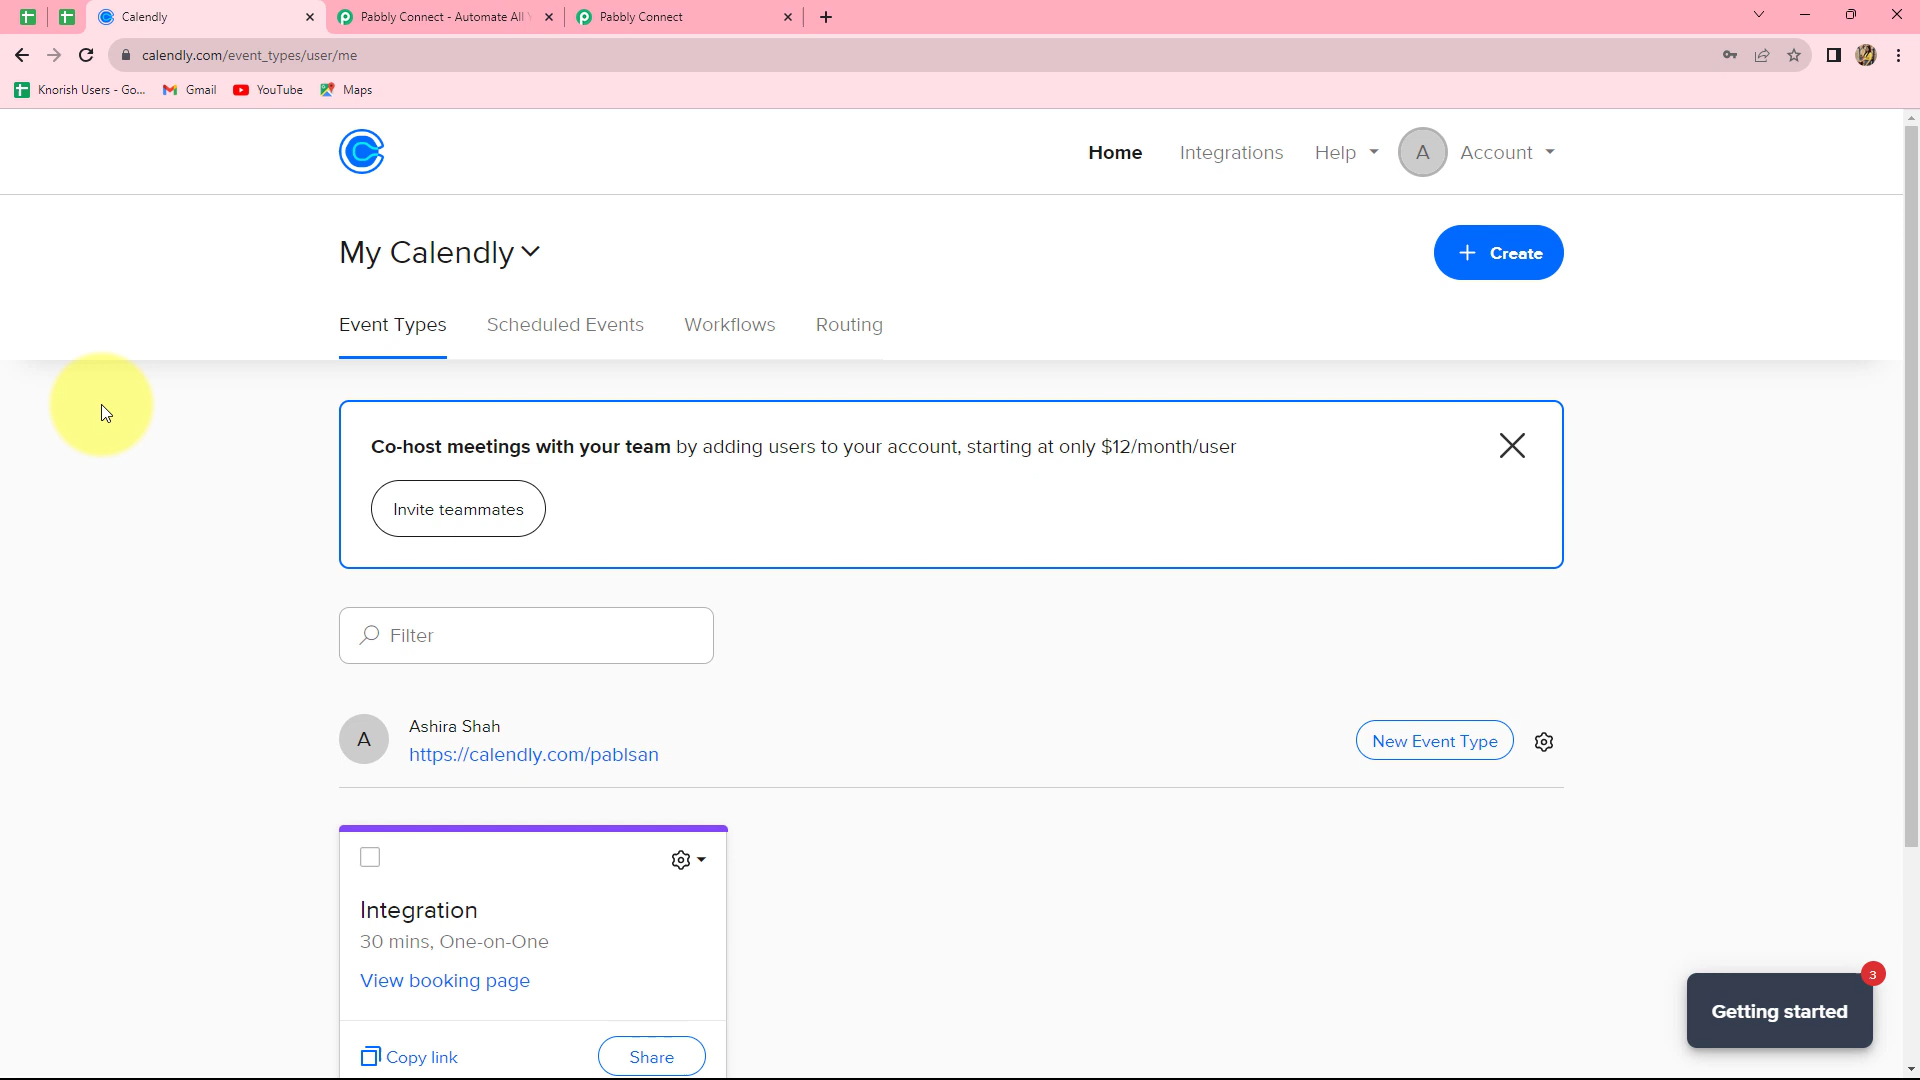 Calendly
Pabbly Connect - Automate All
Pabbly Connect
calendly.com/event_types/user/me
Knorish Users - Go...
Gmail
YouTube
Maps
Home
Integrations
Help
A
Account
My Calendly
+ Create
Event Types
Scheduled Events
Workflows
Routing
Co-host meetings with your team by adding users to your account, starting at only $12/month/user
Invite teammates
Filter
A
Ashira Shah
https://calendly.com/pablsan
New Event Type
Integration
30 mins, One-on-One
View booking page
Copy link
Share
3
Getting started